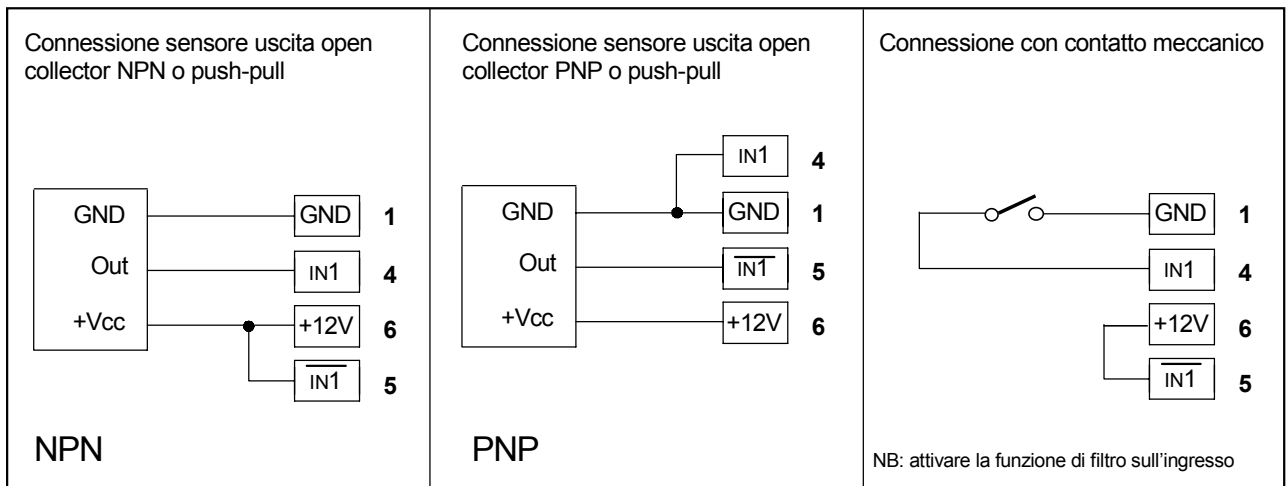 Connessione sensore uscita open
collector NPN o push-pull
GND
Out
+Vcc
GND 1
IN1 4
+12V 6
IN1 5
NPN
Connessione sensore uscita open
collector PNP o push-pull
IN1 4
GND
Out
+Vcc
GND 1
IN1 5
+12V 6
PNP
Connessione con contatto meccanico
GND 1
IN1 4
+12V 6
IN1 5
NB: attivare la funzione di filtro sull'ingresso